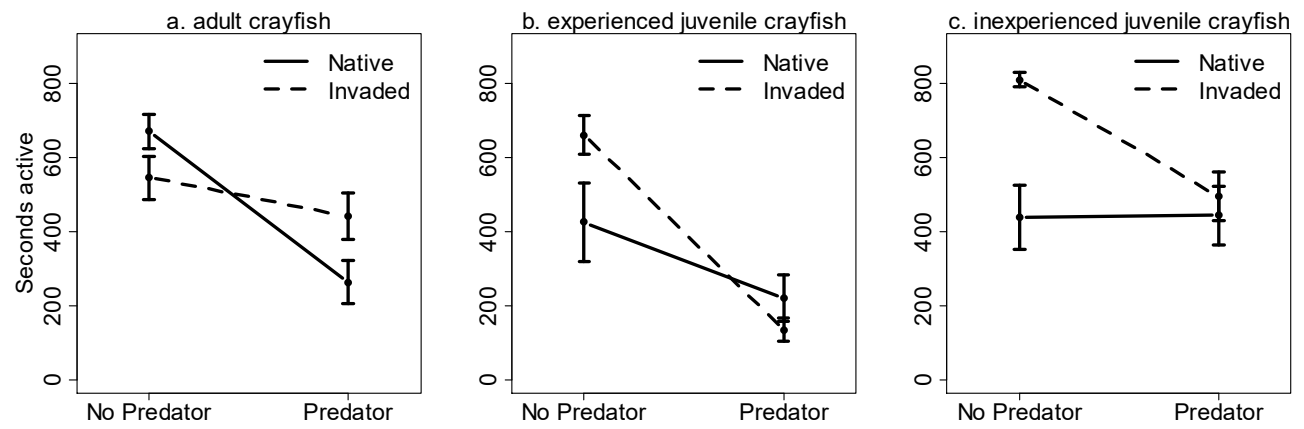 a. adult crayfish
Native
Invaded
Seconds active
800
600
400
200
0
No Predator Predator
b. experienced juvenile crayfish
Native
Invaded
800
600
400
200
0
No Predator Predator
c. inexperienced juvenile crayfish
Native
Invaded
800
600
400
200
0
No Predator Predator